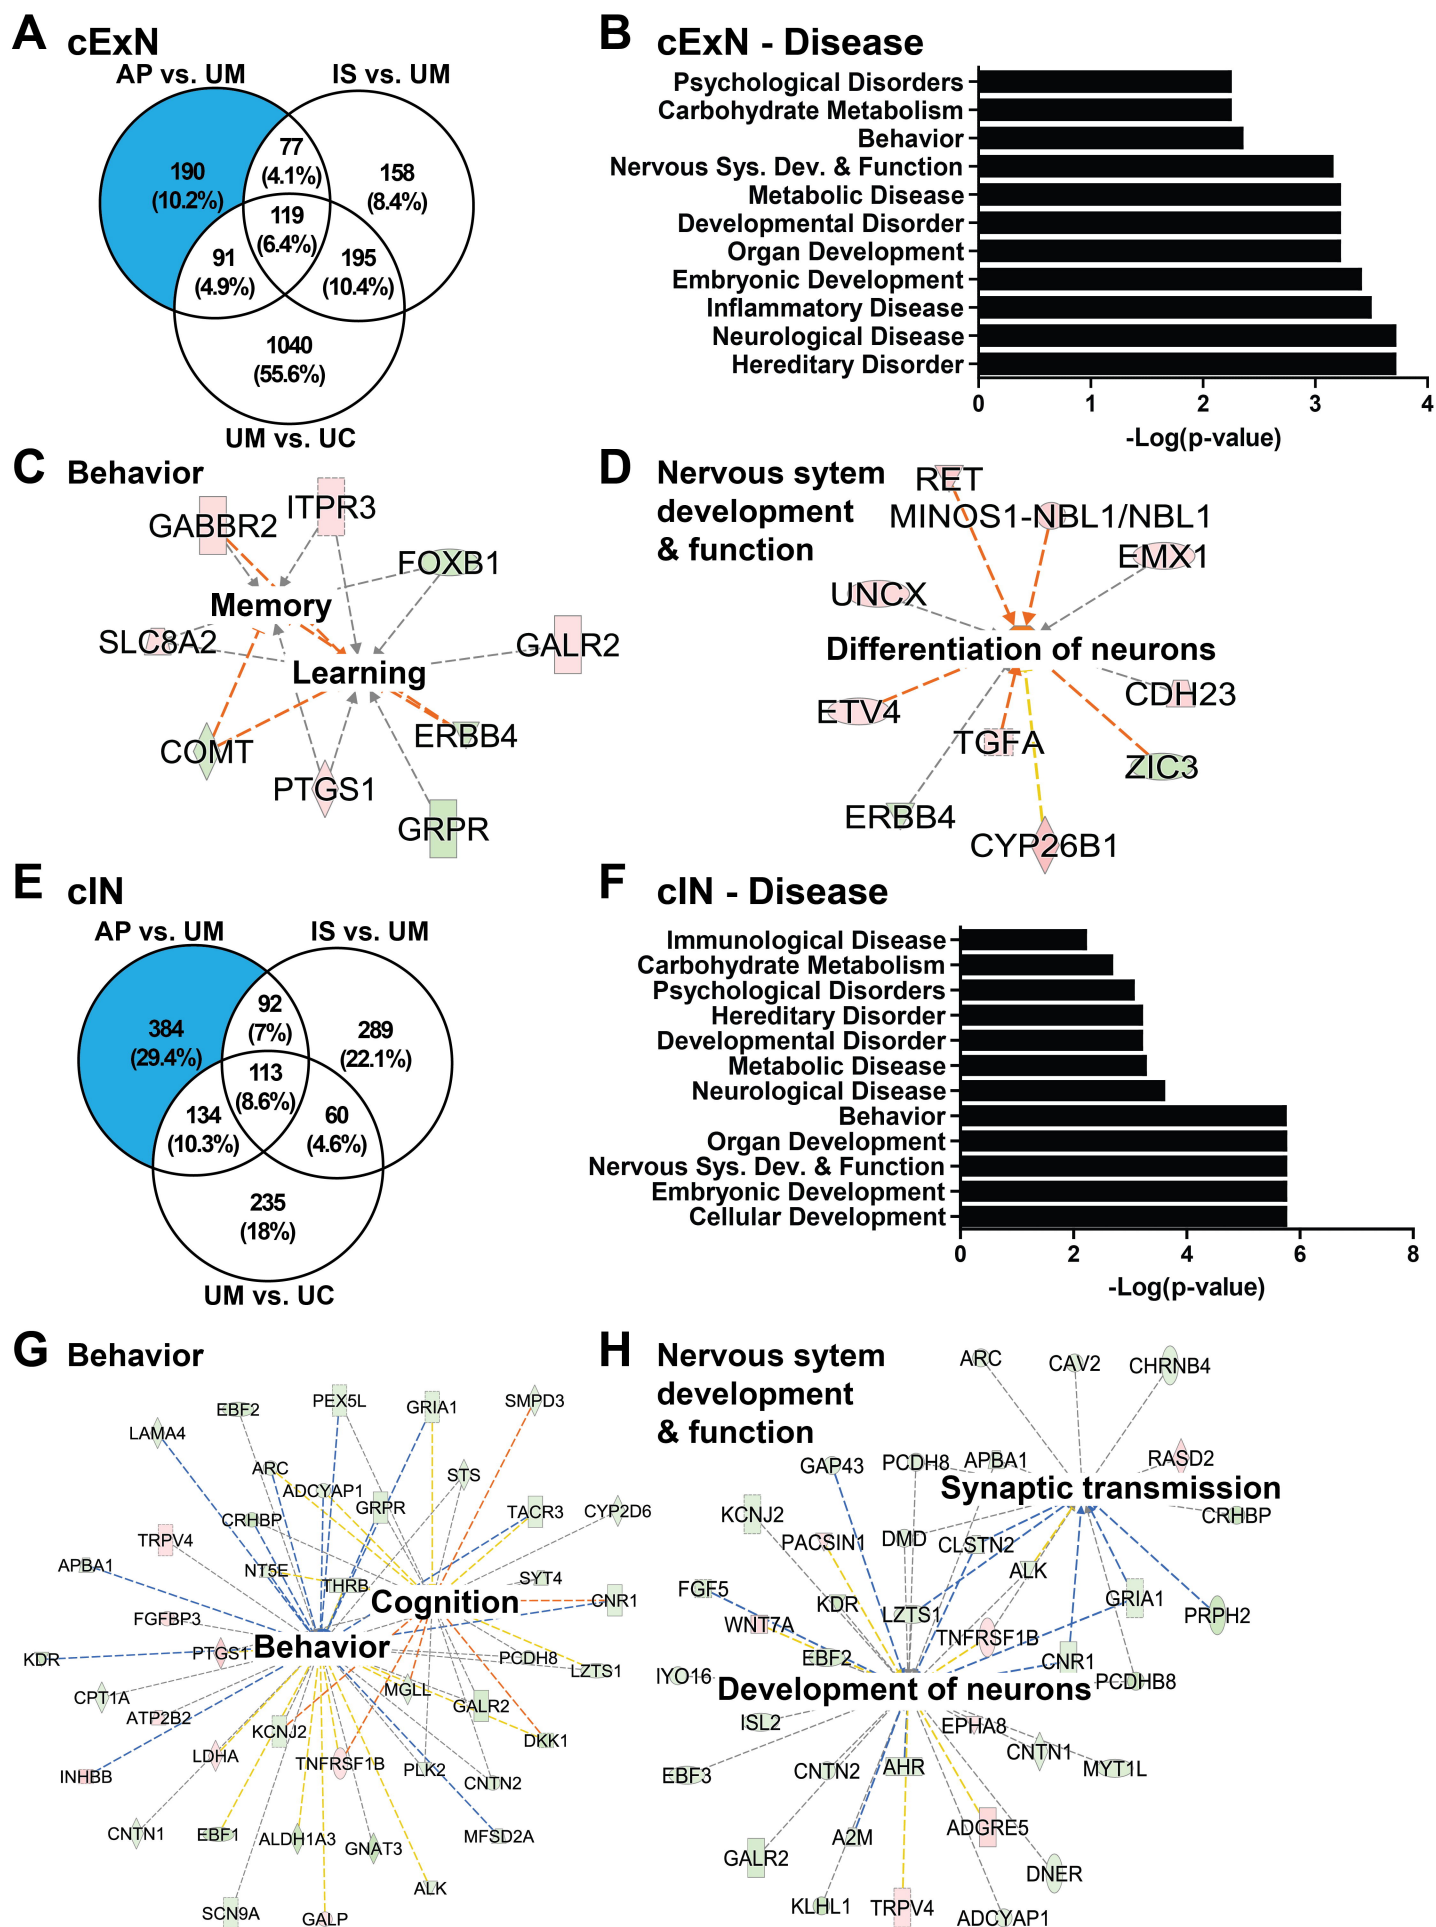 A cExN
AP vs. UM
IS vs. UM
190
(10.2%)
77
(4.1%)
158
(8.4%)
119
(6.4%)
91
(4.9%)
195
(10.4%)
1040
(55.6%)
UM vs. UC
B cExN - Disease
Psychological Disorders
Carbohydrate Metabolism
Behavior
Nervous Sys. Dev. & Function
Metabolic Disease
Developmental Disorder
Organ Development
Embryonic Development
Inflammatory Disease
Neurological Disease
Hereditary Disorder
0 1 2 3 4
-Log(p-value)
C Behavior
GABBR2
ITPR3
FOXB1
Memory
SLC8A2
GALR2
Learning
COMT
ERBB4
PTGS1
GRPR
D Nervous sytem
development
& function
RET
MINOS1-NBL1/NBL1
EMX1
UNCX
Differentiation of neurons
CDH23
ETV4
TGFA
ZIC3
ERBB4
CYP26B1
E cIN
AP vs. UM
IS vs. UM
384
(29.4%)
92
(7%)
289
(22.1%)
113
(8.6%)
134
(10.3%)
60
(4.6%)
235
(18%)
UM vs. UC
F cIN - Disease
Immunological Disease
Carbohydrate Metabolism
Psychological Disorders
Hereditary Disorder
Developmental Disorder
Metabolic Disease
Neurological Disease
Behavior
Organ Development
Nervous Sys. Dev. & Function
Embryonic Development
Cellular Development
0 2 4 6 8
-Log(p-value)
G Behavior
EBF2
PEX5L
GRIA1
SMPD3
LAMA4
ARC
ADCYAP1
STS
GRPR
TACR3
CYP2D6
CRHBP
TRPV4
APBA1
NT5E
THRB
SYT4
Cognition
CNR1
FGFBP3
Behavior
KDR
PTGS1
PCDH8
LZTS1
CPT1A
MGLL
GALR2
ATP2B2
KCNJ2
DKK1
LDHA
TNFRSF1B
PLK2
INHBB
CNTN2
CNTN1
EBF1
ALDH1A3
GNAT3
MFSD2A
ALK
SCN9A
GALP
H Nervous sytem
development
& function
ARC
CAV2
CHRNB4
GAP43
PCDH8
APBA1
RASD2
Synaptic transmission
KCNJ2
CRHBP
PACSIN1
DMD
CLSTN2
ALK
FGF5
KDR
LZTS1
GRIA1
PRPH2
WNT7A
TNFRSF1B
EBF2
CNR1
IYO16
PCDHB8
Development of neurons
ISL2
EPHA8
CNTN1
EBF3
CNTN2
AHR
MYT1L
A2M
ADGRE5
GALR2
DNER
KLHL1
TRPV4
ADCYAP1